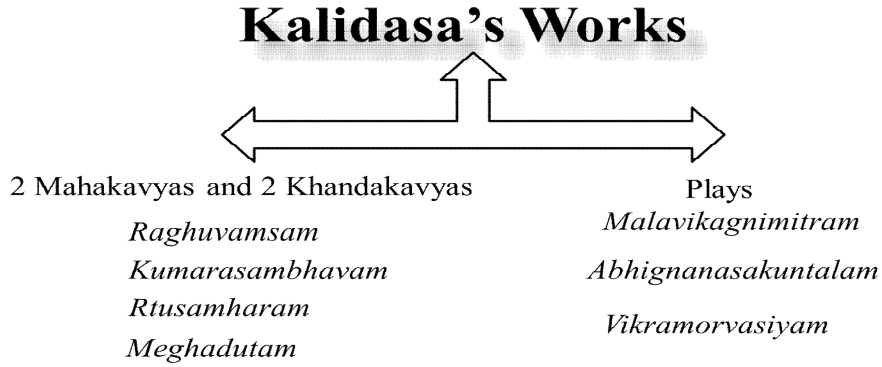 Kalidasa’s Works
2 Mahakavyas and 2 Khandakavyas
Raghuvamsam
Kumarasambhavam
Rtusamharam
Meghadutam
Plays
Malavikagnimitram
Abhignanasakuntalam
Vikramorvasiyam